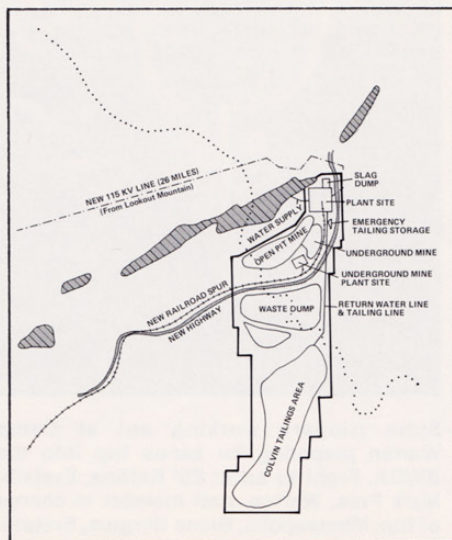 NEW 115 KV LINE (26 MILES)
(From Lookout Mountain)
SLAG
DUMP
PLANT SITE
WATER SUPPLY
EMERGENCY
TAILING STORAGE
OPEN PIT MINE
UNDERGROUND MINE
UNDERGROUND MINE
PLANT SITE
NEW RAILROAD SPUR
NEW HIGHWAY
WASTE DUMP
RETURN WATER LINE
& TAILING LINE
COLVIN TAILINGS AREA